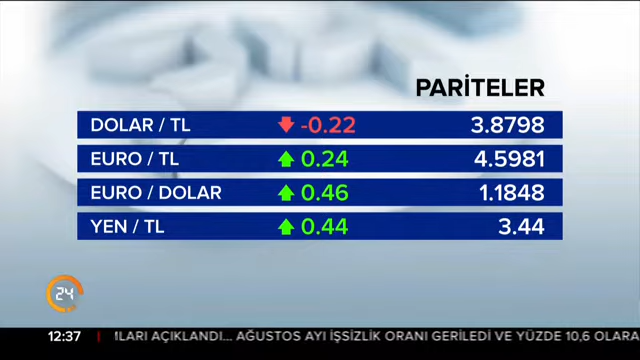 PARİTELER
DOLAR / TL -0.22 3.8798
EURO / TL 0.24 4.5981
EURO / DOLAR 0.46 1.1848
YEN / TL 0.44 3.44
24
12:37 AÇIKLANDI... AĞUSTOS AYI İŞSİZLİK ORANI GERİLEDİ VE YÜZDE 10,6 OLARA